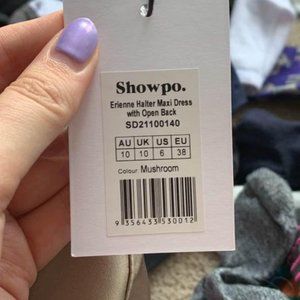 Showpo.
Erienne Halter Maxi Dress
with Open Back
SD21100140
AU UK US EU
10 10 6 38
Colour Mushroom
9 356433 530012